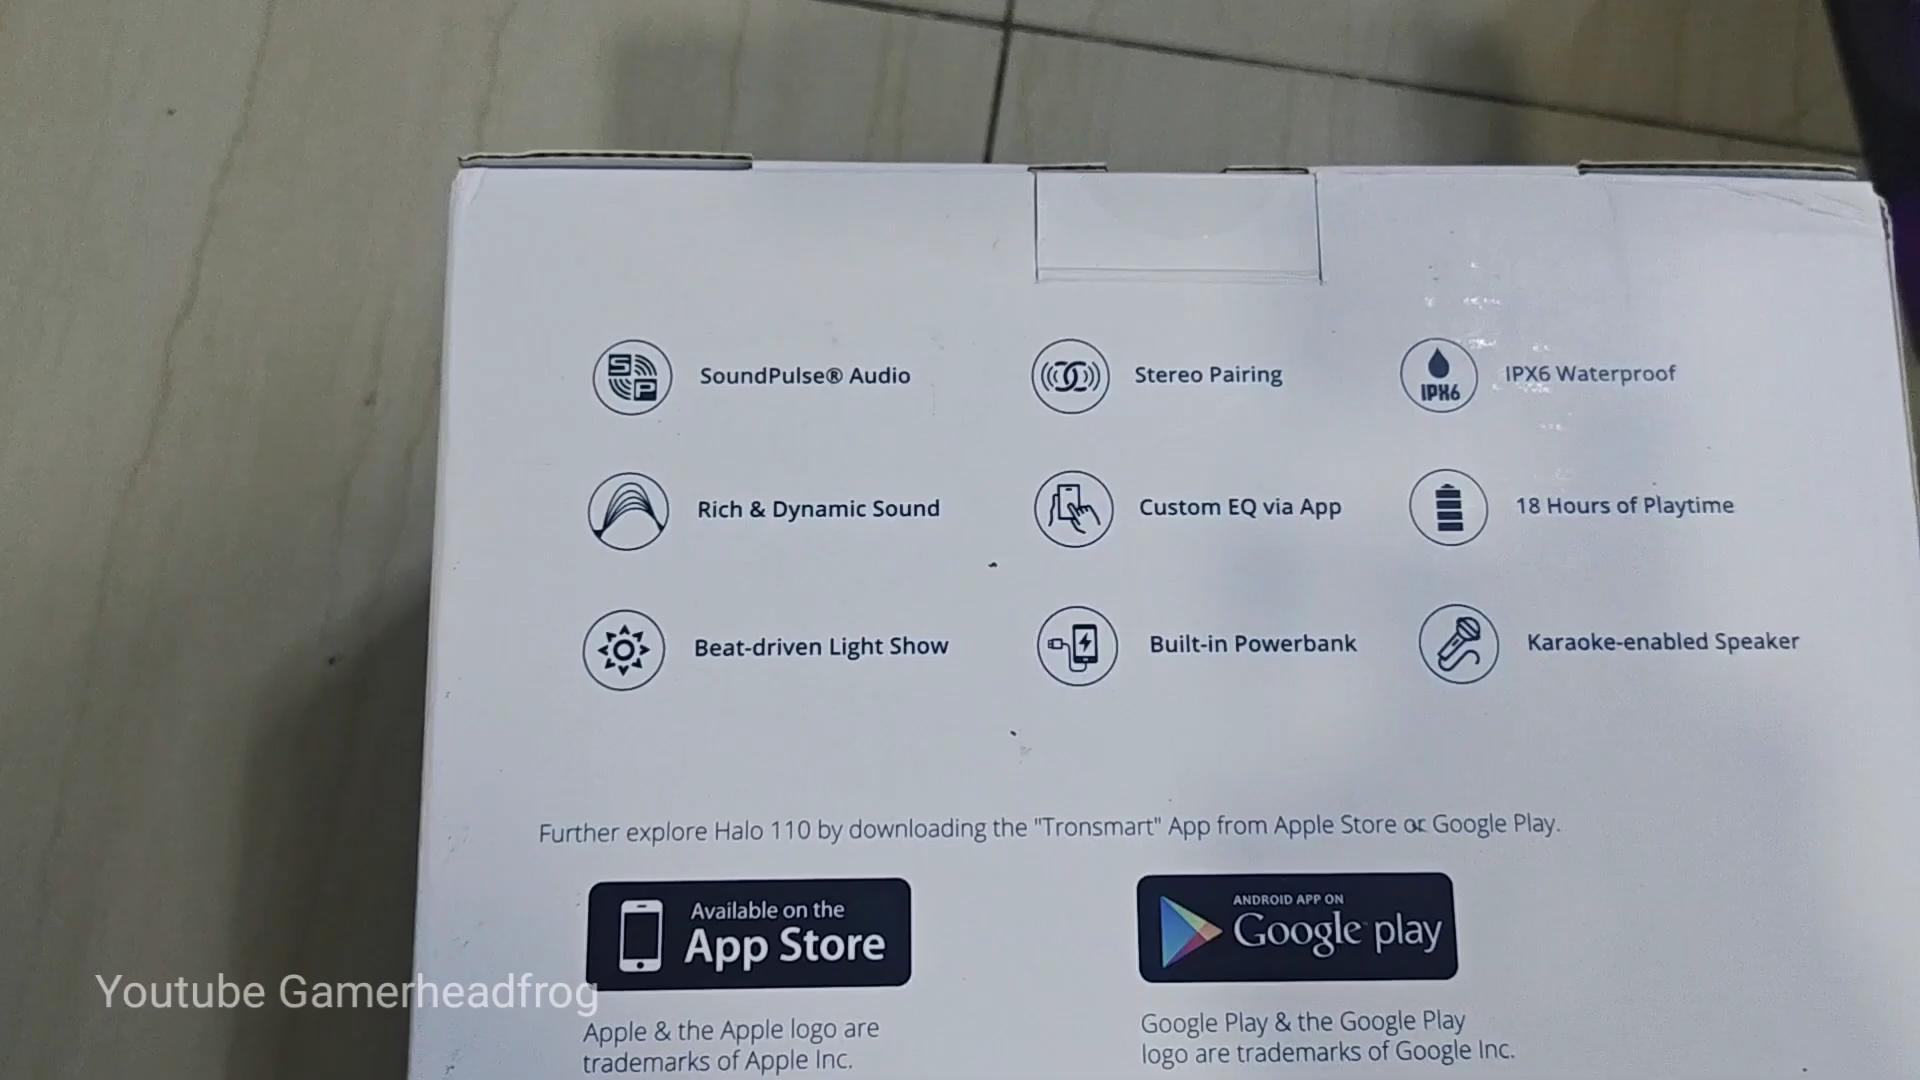 SP
SoundPulse® Audio
Stereo Pairing
IPX6
IPX6 Waterproof
Rich & Dynamic Sound
Custom EQ via App
18 Hours of Playtime
Beat-driven Light Show
Built-in Powerbank
Karaoke-enabled Speaker
Further explore Halo 110 by downloading the "Tronsmart" App from Apple Store or Google Play.
Available on the
App Store
ANDROID APP ON
Google play
Youtube Gamerheadfrog
Apple & the Apple logo are
trademarks of Apple Inc.
Google Play & the Google Play
logo are trademarks of Google Inc.